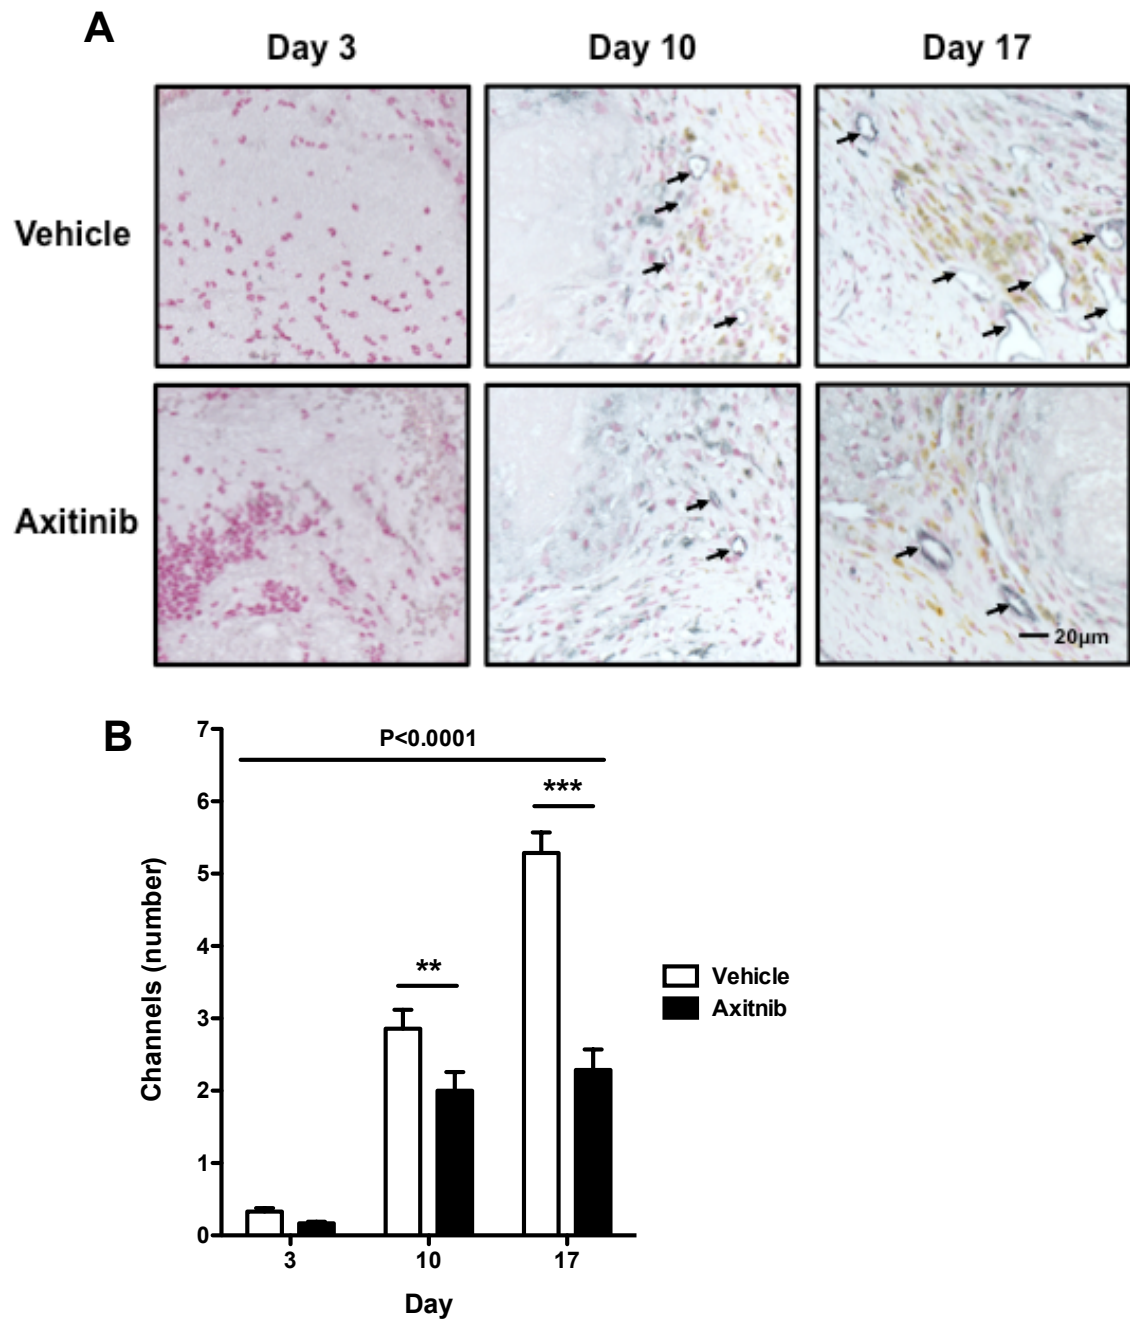 A
Day 3 Day 10 Day 17
Vehicle
Axitinib
20μm
B
P<0.0001
***
**
Channels (number)
7
6
5
4
3
2
1
0
3 10 17
Day
Vehicle
Axitnib